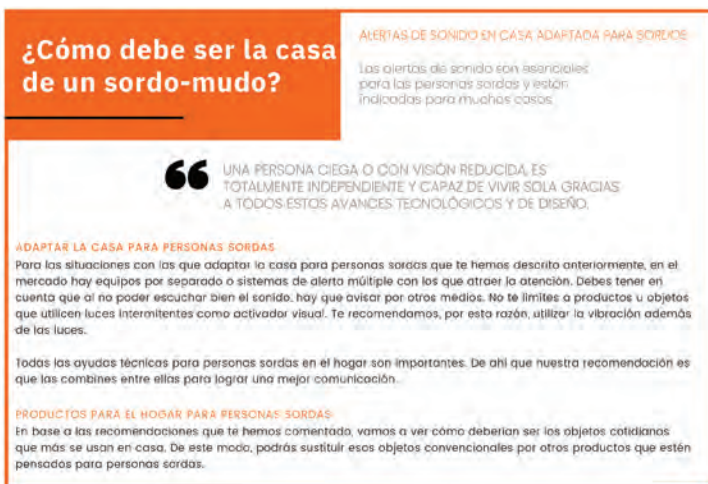 ¿Cómo debe ser la casa
de un sordo-mudo?
ALERTAS DE SONIDO EN CASA ADAPTADA PARA SORDOS
Las alertas de sonido son esenciales
para las personas sordas y están
indicadas para muchos casos
UNA PERSONA CIEGA O CON VISIÓN REDUCIDA, ES
TOTALMENTE INDEPENDIENTE Y CAPAZ DE VIVIR SOLA GRACIAS
A TODOS ESTOS AVANCES TECNOLÓGICOS Y DE DISEÑO.
ADAPTAR LA CASA PARA PERSONAS SORDAS
Para las situaciones con las que adaptar la casa para personas sordas que te hemos descrito anteriormente, en el
mercado hay equipos por separado o sistemas de alerta múltiple con los que atraer la atención. Debes tener en
cuenta que al no poder escuchar bien el sonido, hay que avisar por otros medios. No te limites a productos u objetos
que utilicen luces intermitentes como activador visual. Te recomendamos, por esta razón, utilizar la vibración además
de las luces.
Todas las ayudas técnicas para personas sordas en el hogar son importantes. De ahí que nuestra recomendación es
que las combines entre ellas para lograr una mejor comunicación.
PRODUCTOS PARA EL HOGAR PARA PERSONAS SORDAS
En base a las recomendaciones que te hemos comentado, vamos a ver cómo deberían ser los objetos cotidianos
que más se usan en casa. De este modo, podrás sustituir esos objetos convencionales por otros productos que estén
pensados para personas sordas.